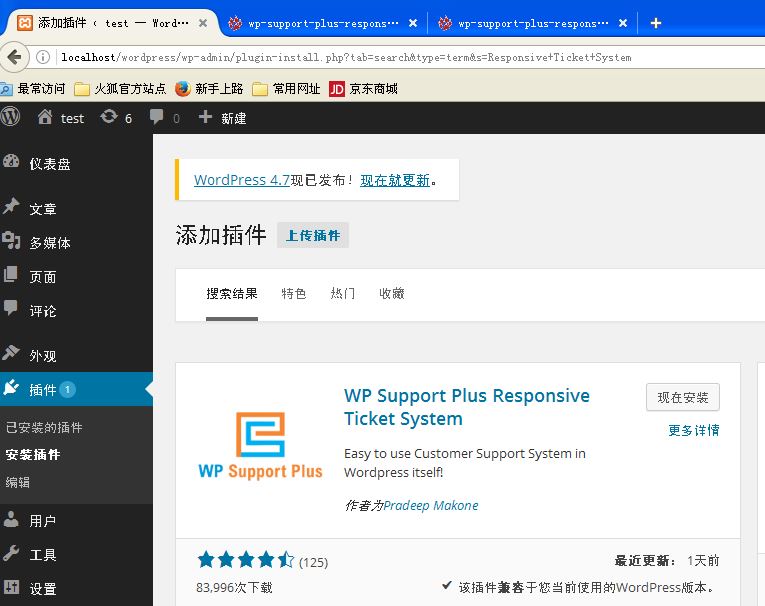 添加插件 ‹ test — Word···
wp-support-plus-respons···
wp-support-plus-respons···
localhost/wordpress/wp-admin/plugin-install.php?tab=search&type=term&s=Responsive+Ticket+System
最常访问 火狐官方站点 新手上路 常用网址 JD 京东商城
test 6 0 新建
仪表盘
文章
多媒体
页面
评论
外观
插件 1
已安装的插件
安装插件
编辑
用户
工具
设置
WordPress 4.7现已发布！现在就更新。
添加插件 上传插件
搜索结果 特色 热门 收藏
WP Support Plus
WP Support Plus Responsive
Ticket System
现在安装
更多详情
Easy to use Customer Support System in
Wordpress itself!
作者为Pradeep Makone
(125)
最近更新： 1天前
83,996次下载
该插件兼容于您当前使用的WordPress版本。